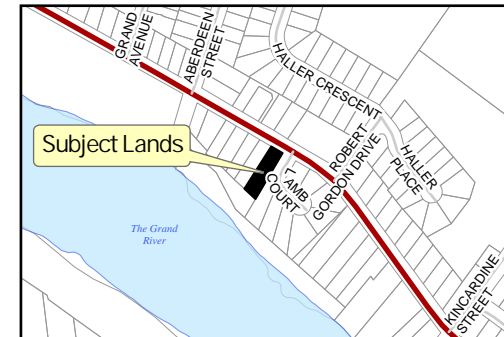 GRAND
AVENUE
ABERDEEN
STREET
HALLER CRESCENT
Subject Lands
LAMB
COURT
ROBERT
GORDON DRIVE
HALLER
PLACE
The Grand
River
KINCARDINE
STREET